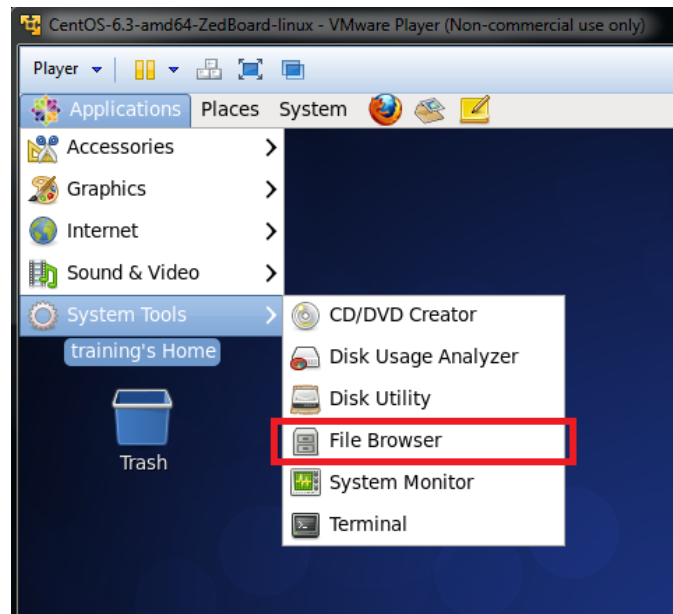 CentOS-6.3-amd64-ZedBoard-linux - VMware Player (Non-commercial use only)
Player
Applications Places System
Accessories
Graphics
Internet
Sound & Video
System Tools
CD/DVD Creator
training's Home
Disk Usage Analyzer
Disk Utility
File Browser
Trash
System Monitor
Terminal